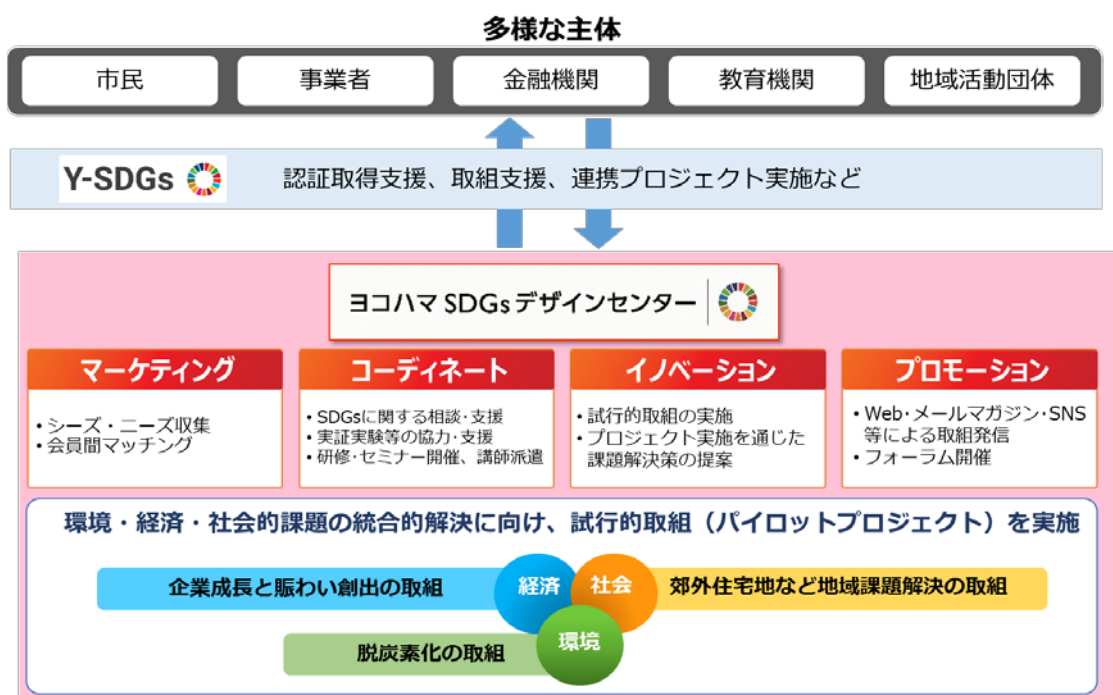 多様な主体
市民
事業者
金融機関
教育機関
地域活動団体
Y-SDGs
認証取得支援、取組支援、連携プロジェクト実施など
ヨコハマ SDGs デザインセンター
マーケティング
・シーズ・ニーズ収集
・会員間マッチング
コーディネート
・SDGsに関する相談・支援
・実証実験等の協力・支援
・研修・セミナー開催、講師派遣
イノベーション
・試行的取組の実施
・プロジェクト実施を通じた
課題解決策の提案
プロモーション
・Web・メールマガジン・SNS
等による取組発信
・フォーラム開催
環境・経済・社会的課題の統合的解決に向け、試行的取組（パイロットプロジェクト）を実施
企業成長と賑わい創出の取組
経済
社会
郊外住宅地など地域課題解決の取組
脱炭素化の取組
環境